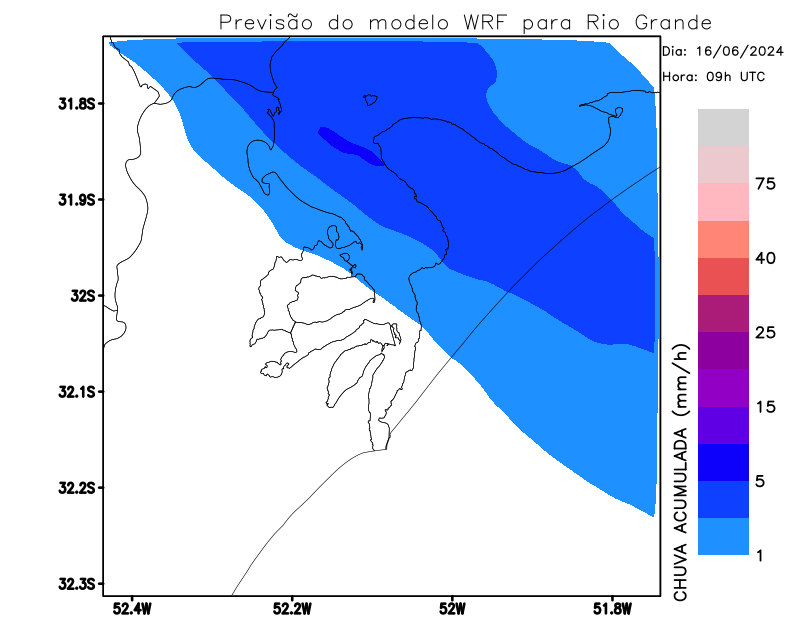 Previsão do modelo WRF para Rio Grande
Dia: 16/06/2024
Hora: 09h UTC
31.8S
31.9S
32S
32.1S
32.2S
32.3S
52.4W
52.2W
52W
51.8W
75
40
25
15
5
1
CHUVA ACUMULADA (mm/h)